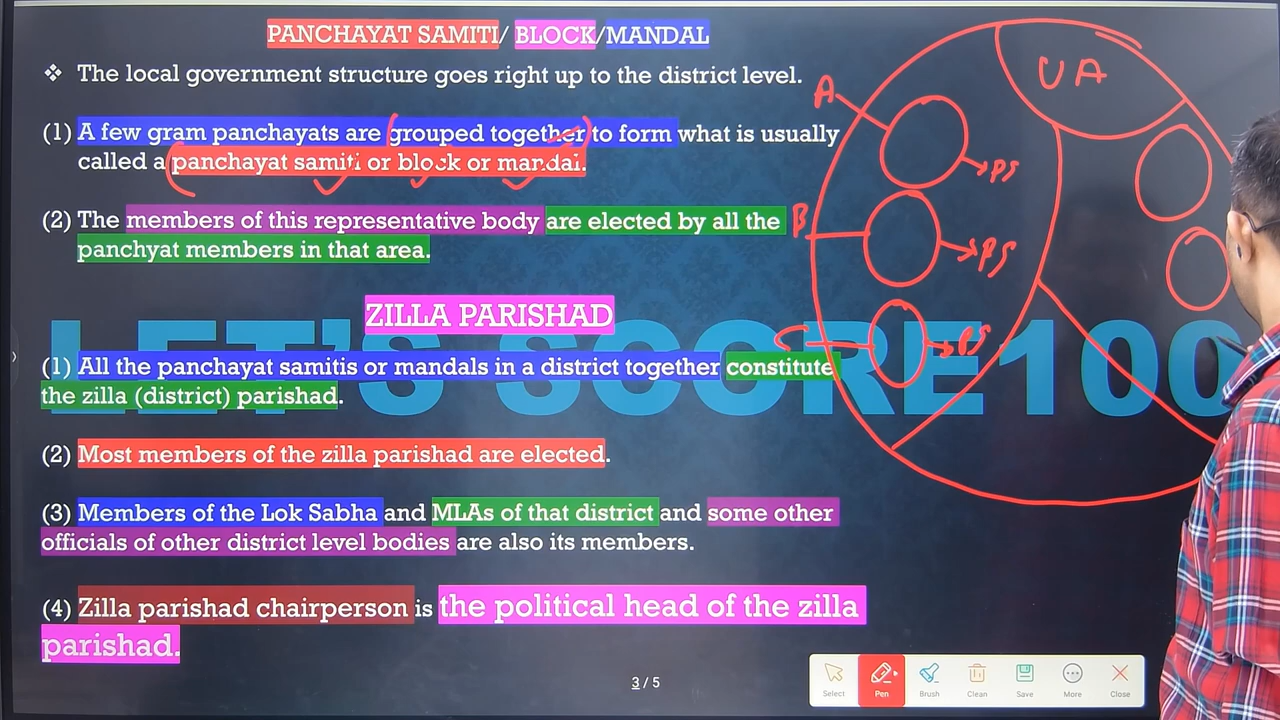 PANCHAYAT SAMITI/ BLOCK/MANDAL
❖ The local government structure goes right up to the district level.
(1) A few gram panchayats are grouped together to form what is usually
called a panchayat samiti or block or mandal.
(2) The members of this representative body are elected by all the
panchyat members in that area.
ZILLA PARISHAD
LET'S SCORE100
(1) All the panchayat samitis or mandals in a district together constitute
the zilla (district) parishad.
(2) Most members of the zilla parishad are elected.
(3) Members of the Lok Sabha and MLAs of that district and some other
officials of other district level bodies are also its members.
(4) Zilla parishad chairperson is the political head of the zilla
parishad.
UA
A
PS
B
PS
C
PS
3 / 5
Select Pen Brush Clean Save More Close